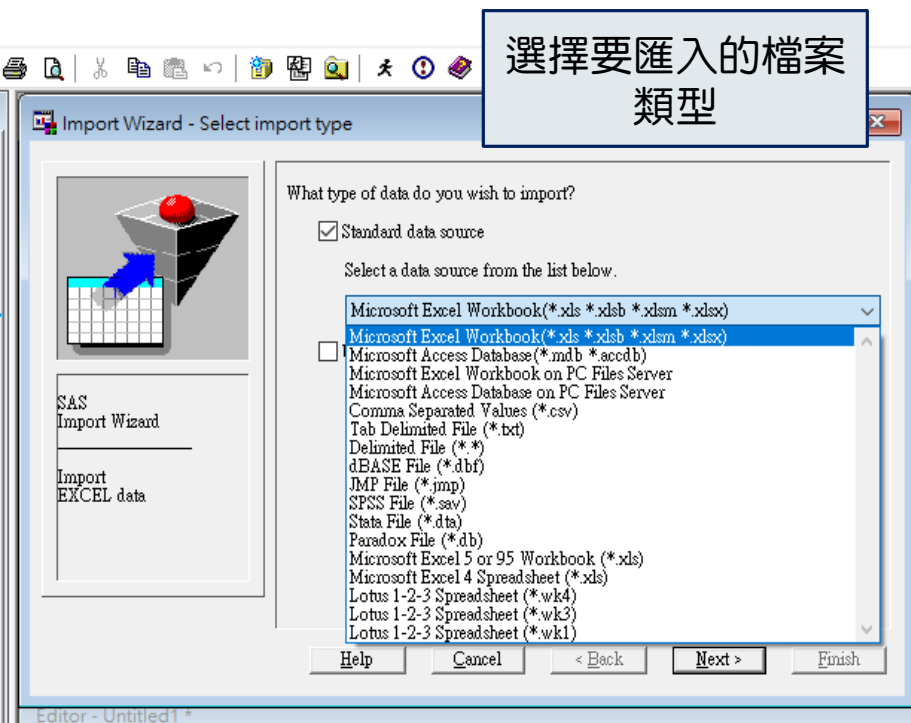 選擇要匯入的檔案
類型
Import Wizard - Select import type
What type of data do you wish to import?
Standard data source
Select a data source from the list below.
Microsoft Excel Workbook(*.xls *.xlsb *.xlsm *.xlsx)
Microsoft Excel Workbook(*.xls *.xlsb *.xlsm *.xlsx)
Microsoft Access Database(*.mdb *.accdb)
Microsoft Excel Workbook on PC Files Server
Microsoft Access Database on PC Files Server
Comma Separated Values (*.csv)
Tab Delimited File (*.txt)
Delimited File (*.*)
dBASE File (*.dbf)
JMP File (*.jmp)
SPSS File (*.sav)
Stata File (*.dta)
Paradox File (*.db)
Microsoft Excel 5 or 95 Workbook (*.xls)
Microsoft Excel 4 Spreadsheet (*.xls)
Lotus 1-2-3 Spreadsheet (*.wk4)
Lotus 1-2-3 Spreadsheet (*.wk3)
Lotus 1-2-3 Spreadsheet (*.wk1)
SAS
Import Wizard
Import
EXCEL data
Help
Cancel
< Back
Next >
Finish
Editor - Untitled1 *